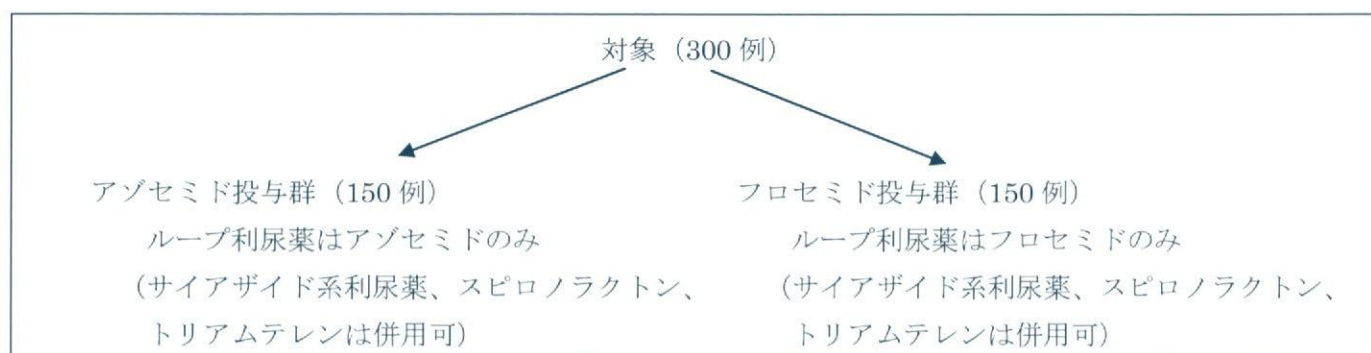 対象（300 例）
アゾセミド投与群（150 例）
フロセミド投与群（150 例）
ループ利尿薬はアゾセミドのみ
ループ利尿薬はフロセミドのみ
（サイアザイド系利尿薬、スピロノラクトン、
（サイアザイド系利尿薬、スピロノラクトン、
トリアムテレンは併用可）
トリアムテレンは併用可）